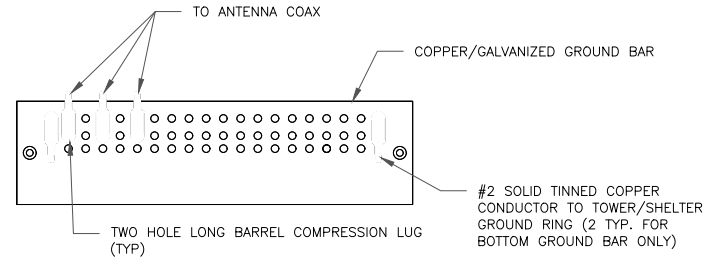 TO ANTENNA COAX
COPPER/GALVANIZED GROUND BAR
#2 SOLID TINNED COPPER
CONDUCTOR TO TOWER/SHELTER
GROUND RING (2 TYP. FOR
BOTTOM GROUND BAR ONLY)
TWO HOLE LONG BARREL COMPRESSION LUG
(TYP)